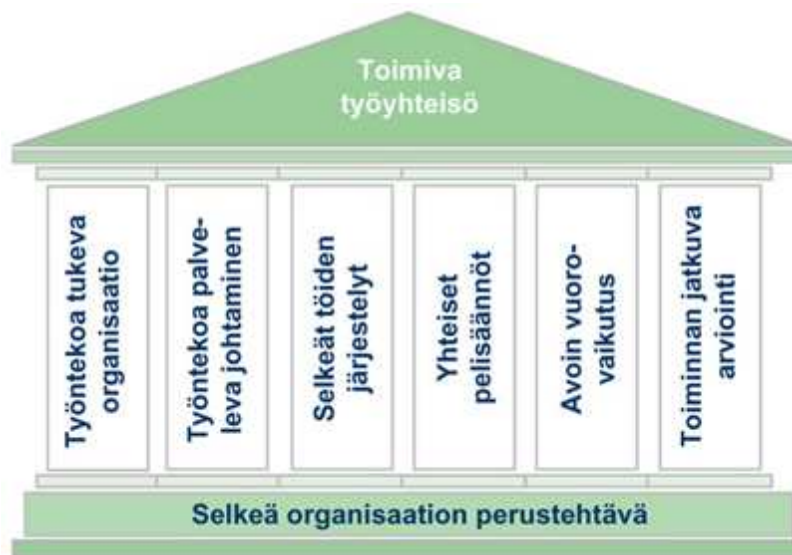 Toimiva
työyhteisö
Työntekoa tukeva
organisaatio
Työntekoa palve-
leva johtaminen
Selkeät töiden
järjestelyt
Yhteiset
pelisäännöt
Avoin vuoro-
vaikutus
Toiminnan jatkuva
arviointi
Selkeä organisaation perustehtävä